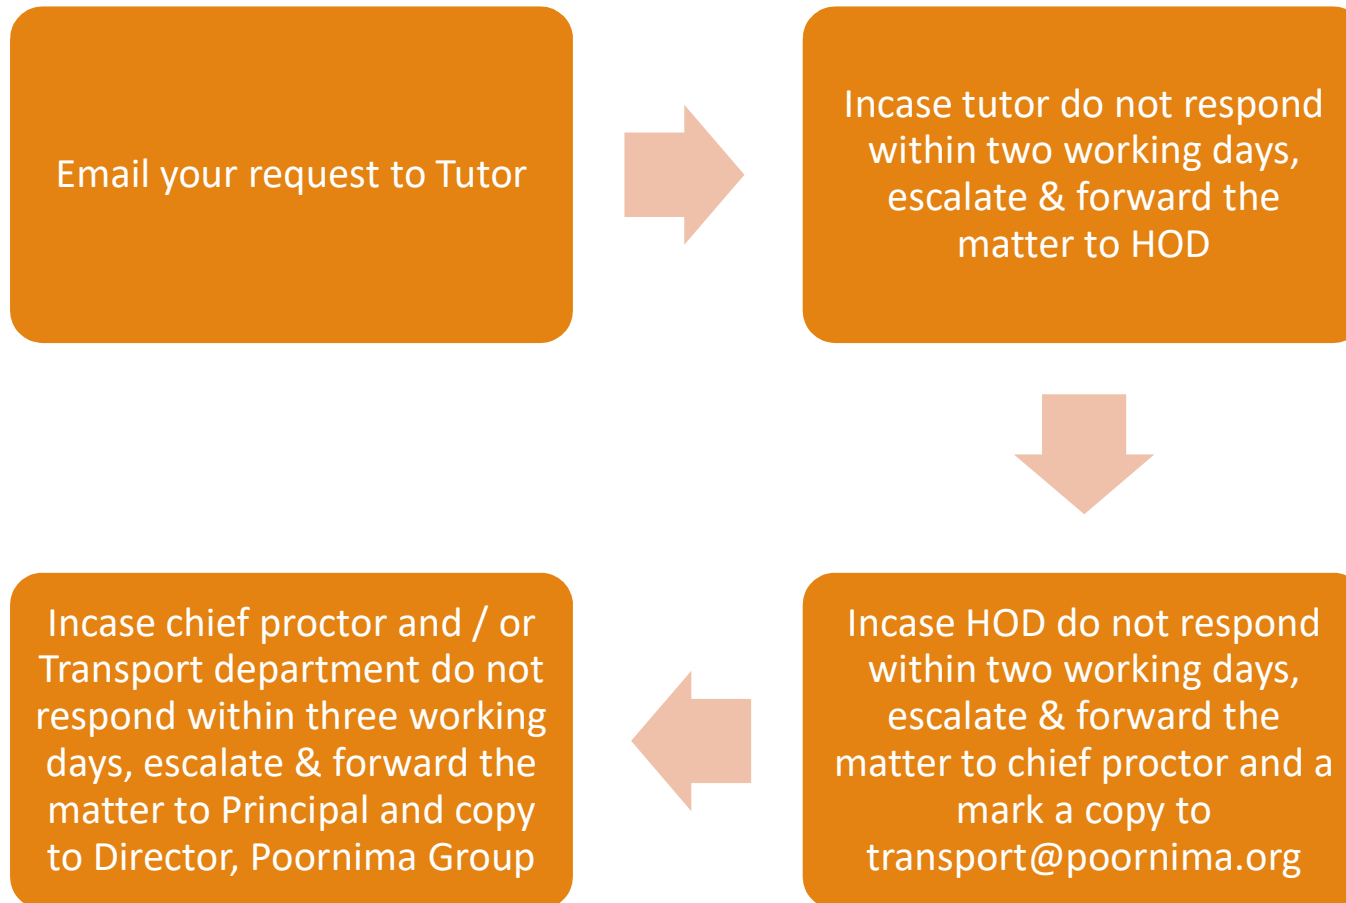 Email your request to Tutor
Incase tutor do not respond
within two working days,
escalate & forward the
matter to HOD
Incase HOD do not respond
within two working days,
escalate & forward the
matter to chief proctor and a
mark a copy to
transport@poornima.org
Incase chief proctor and / or
Transport department do not
respond within three working
days, escalate & forward the
matter to Principal and copy
to Director, Poornima Group